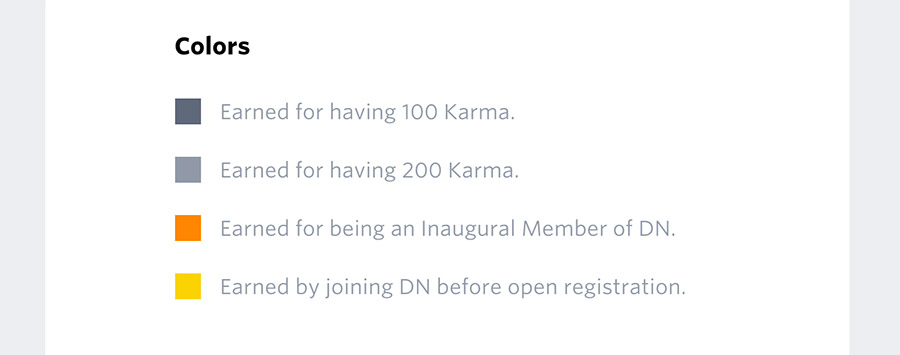 Colors
Earned for having 100 Karma.
Earned for having 200 Karma.
Earned for being an Inaugural Member of DN.
Earned by joining DN before open registration.